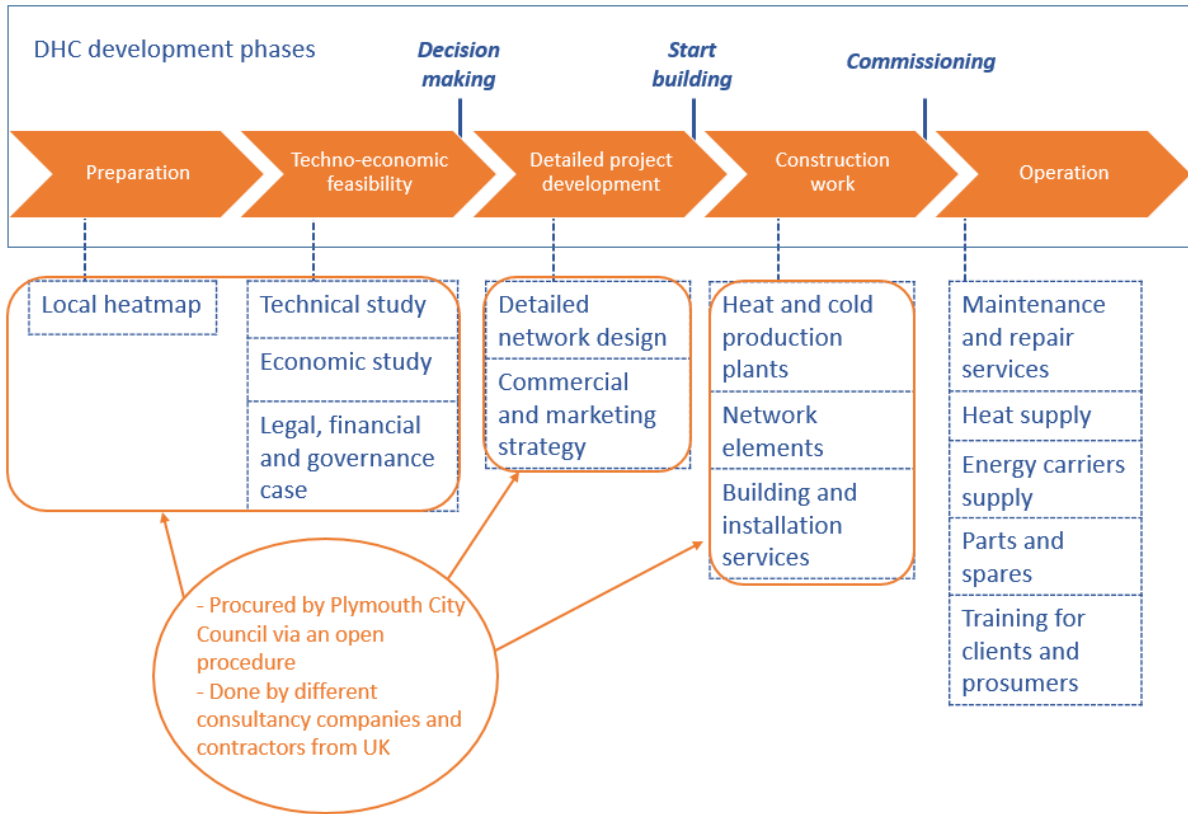 DHC development phases
Decision
making
Start
building
Commissioning
Preparation
Techno-economic
feasibility
Detailed project
development
Construction
work
Operation
Local heatmap
Technical study
Economic study
Legal, financial
and governance
case
Detailed
network design
Commercial
and marketing
strategy
Heat and cold
production
plants
Network
elements
Building and
installation
services
Maintenance
and repair
services
Heat supply
Energy carriers
supply
Parts and
spares
Training for
clients and
prosumers
- Procured by Plymouth City
Council via an open
procedure
- Done by different
consultancy companies and
contractors from UK